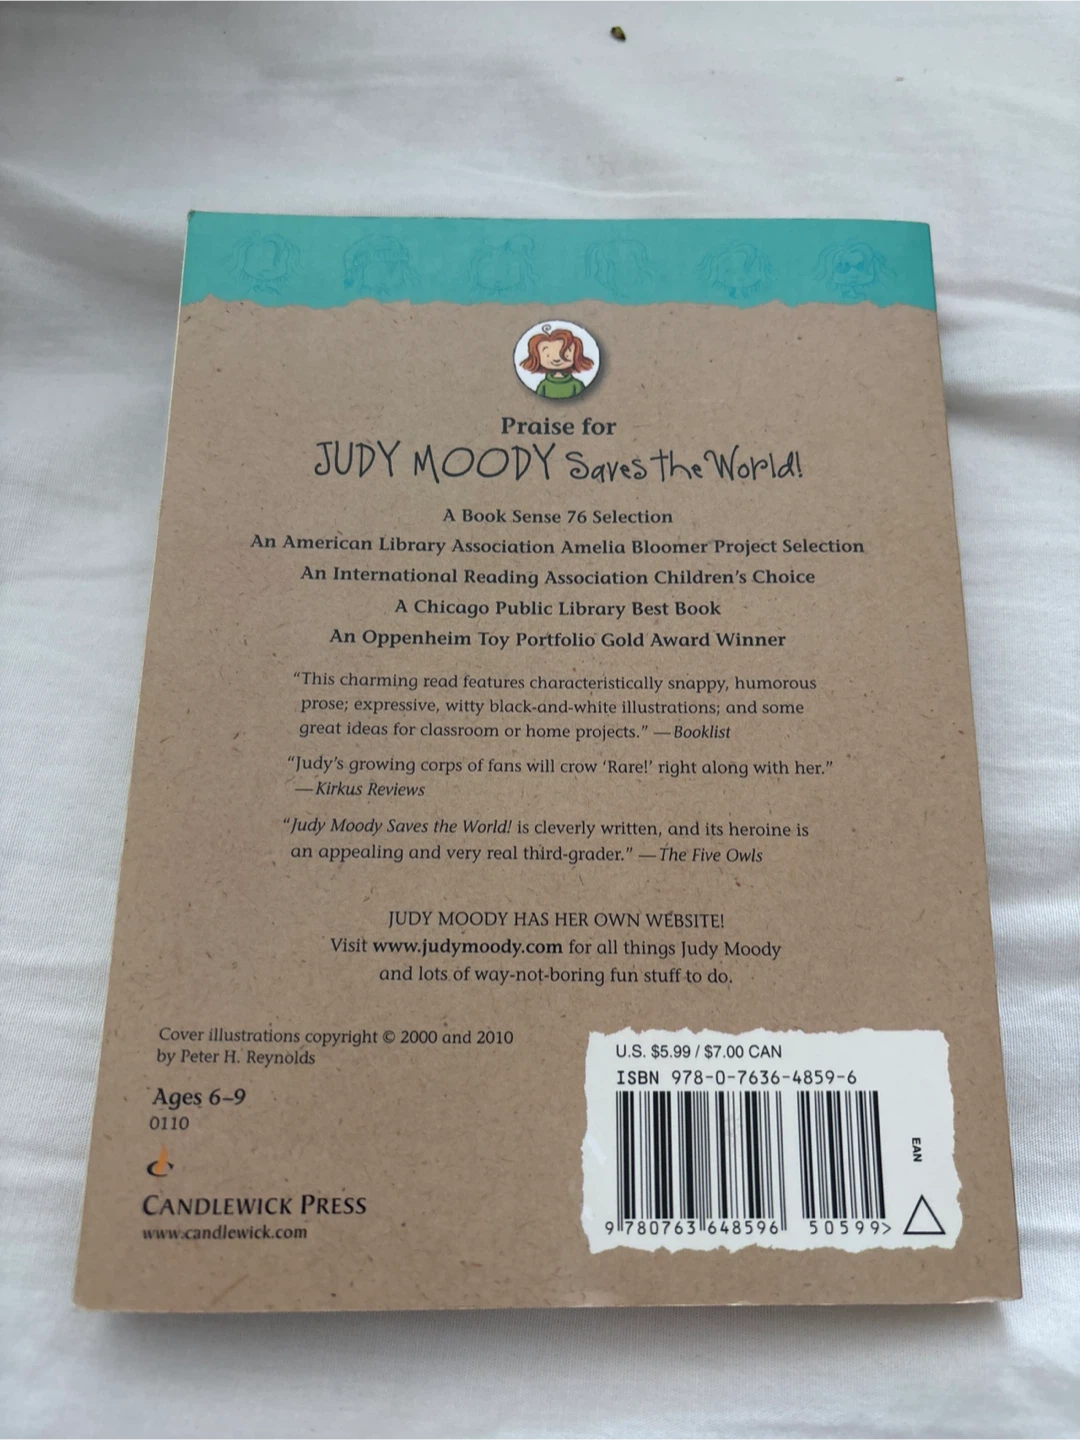 Praise for
JUDY MOODY Saves the World!
A Book Sense 76 Selection
An American Library Association Amelia Bloomer Project Selection
An International Reading Association Children's Choice
A Chicago Public Library Best Book
An Oppenheim Toy Portfolio Gold Award Winner
“This charming read features characteristically snappy, humorous
prose; expressive, witty black-and-white illustrations; and some
great ideas for classroom or home projects.” —Booklist
“Judy’s growing corps of fans will crow ‘Rare!’ right along with her.”
—Kirkus Reviews
“Judy Moody Saves the World! is cleverly written, and its heroine is
an appealing and very real third-grader.” —The Five Owls
JUDY MOODY HAS HER OWN WEBSITE!
Visit www.judymoody.com for all things Judy Moody
and lots of way-not-boring fun stuff to do.
Cover illustrations copyright © 2000 and 2010
by Peter H. Reynolds
Ages 6–9
0110
CANDLEWICK PRESS
www.candlewick.com
U.S. $5.99 / $7.00 CAN
ISBN 978-0-7636-4859-6
EAN
9 780763 648596 50599>